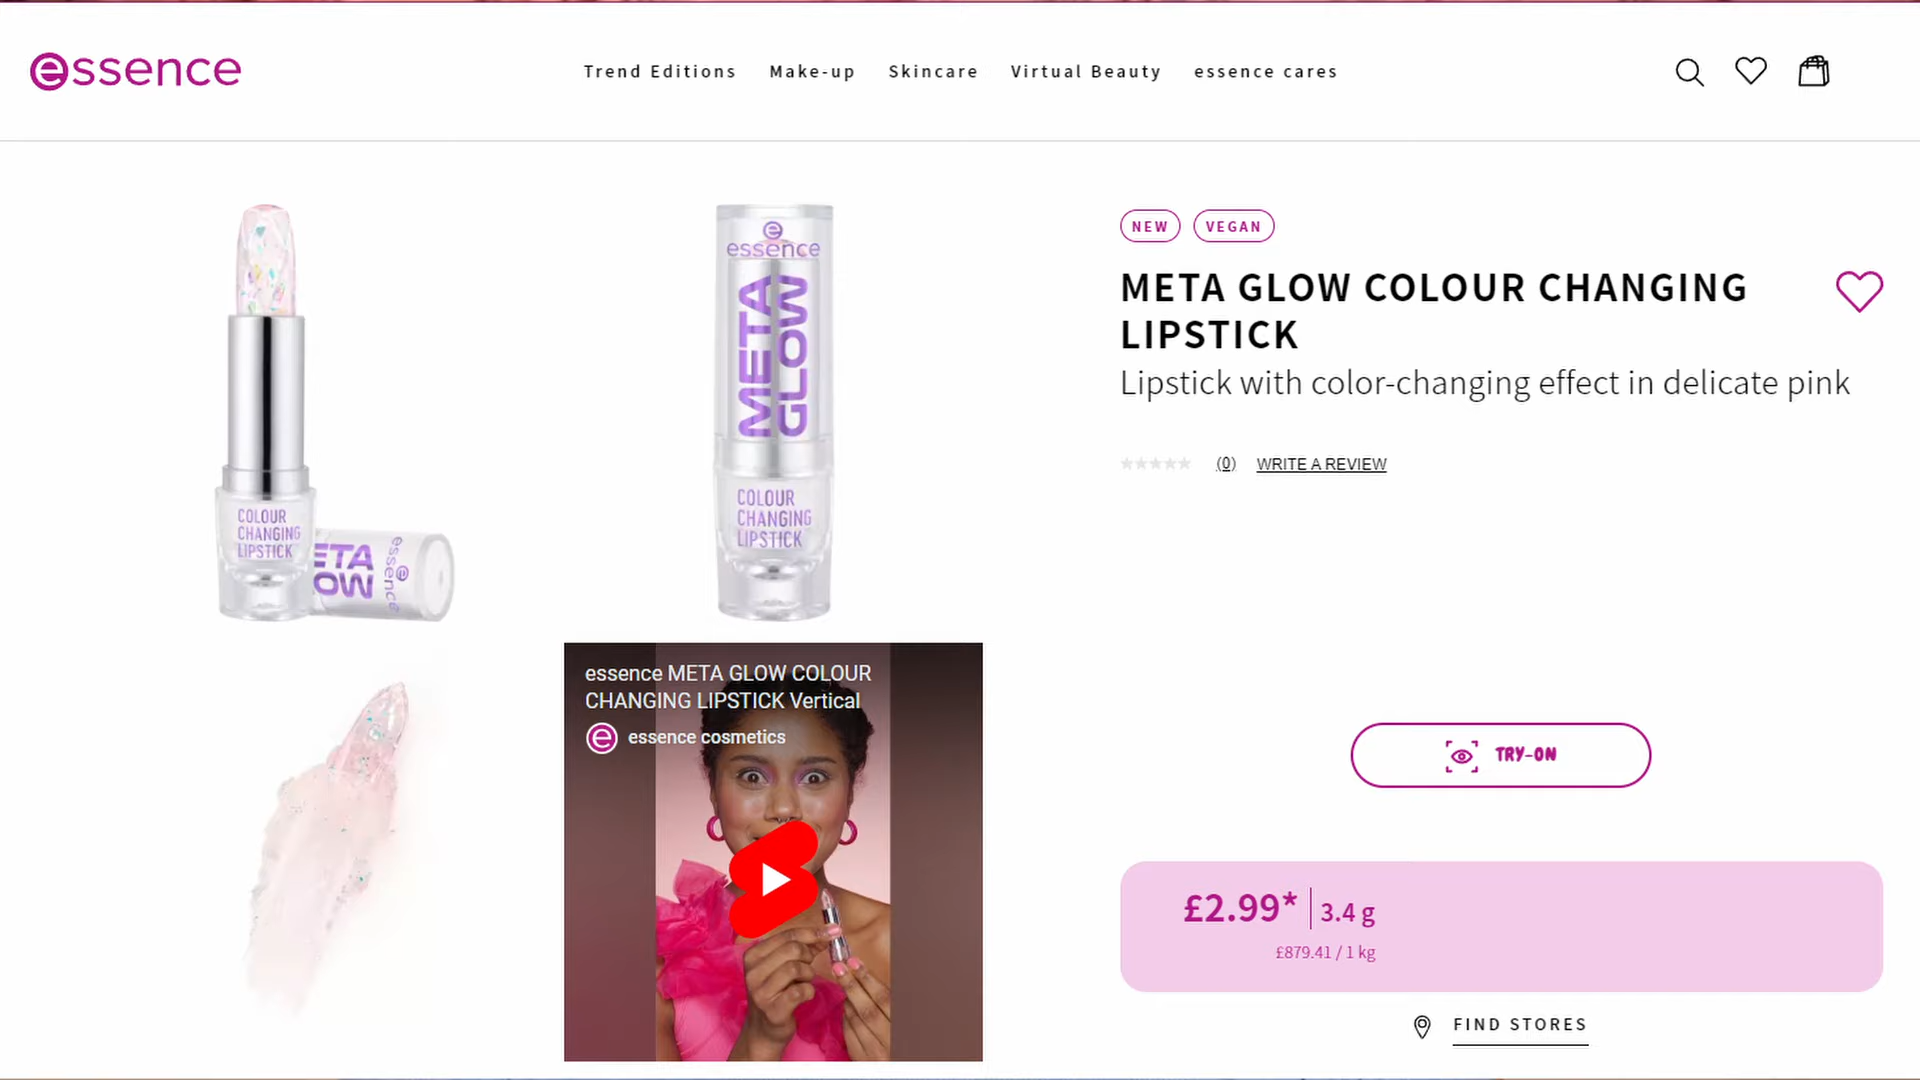 essence
Trend Editions
Make-up
Skincare
Virtual Beauty
essence cares
COLOUR
CHANGING
LIPSTICK
ETA
OW
essence
essence
META
GLOW
COLOUR
CHANGING
LIPSTICK
essence META GLOW COLOUR
CHANGING LIPSTICK Vertical
essence cosmetics
NEW
VEGAN
META GLOW COLOUR CHANGING
LIPSTICK
Lipstick with color-changing effect in delicate pink
(0)
WRITE A REVIEW
TRY-ON
£2.99* 3.4 g
£879.41 / 1 kg
FIND STORES